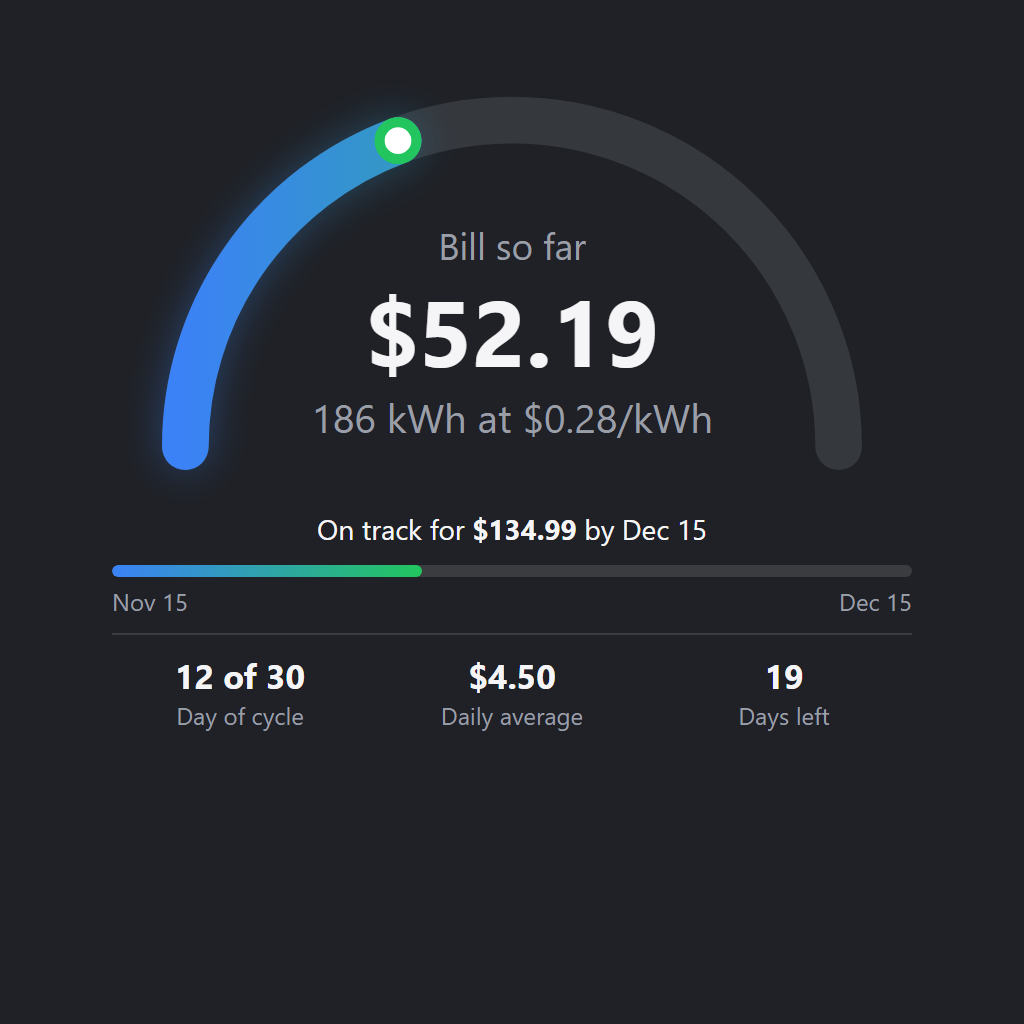 Bill so far
$52.19
186 kWh at $0.28/kWh
On track for $134.99 by Dec 15
Nov 15 Dec 15
12 of 30 $4.50 19
Day of cycle Daily average Days left